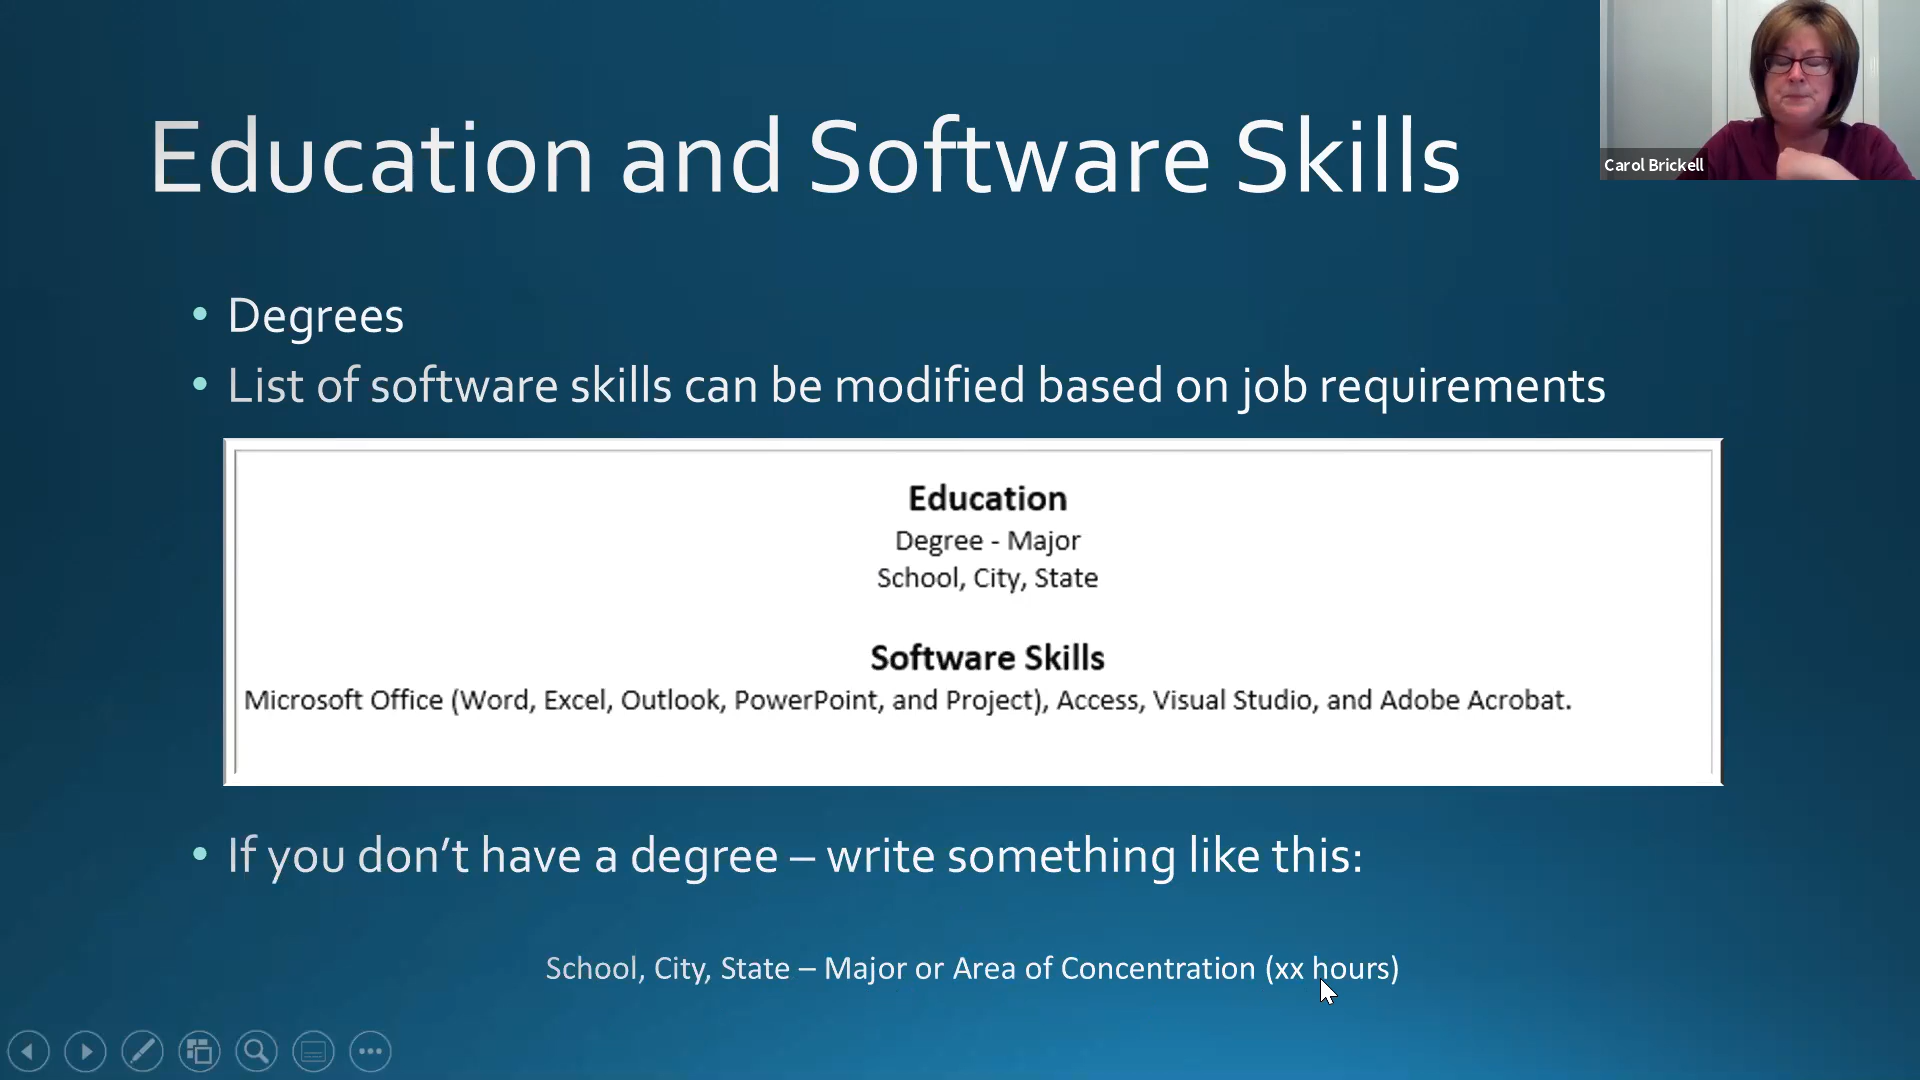 Education and Software Skills
Carol Brickell
• Degrees
• List of software skills can be modified based on job requirements
Education
Degree - Major
School, City, State
Software Skills
Microsoft Office (Word, Excel, Outlook, PowerPoint, and Project), Access, Visual Studio, and Adobe Acrobat.
• If you don’t have a degree – write something like this:
School, City, State – Major or Area of Concentration (xx hours)